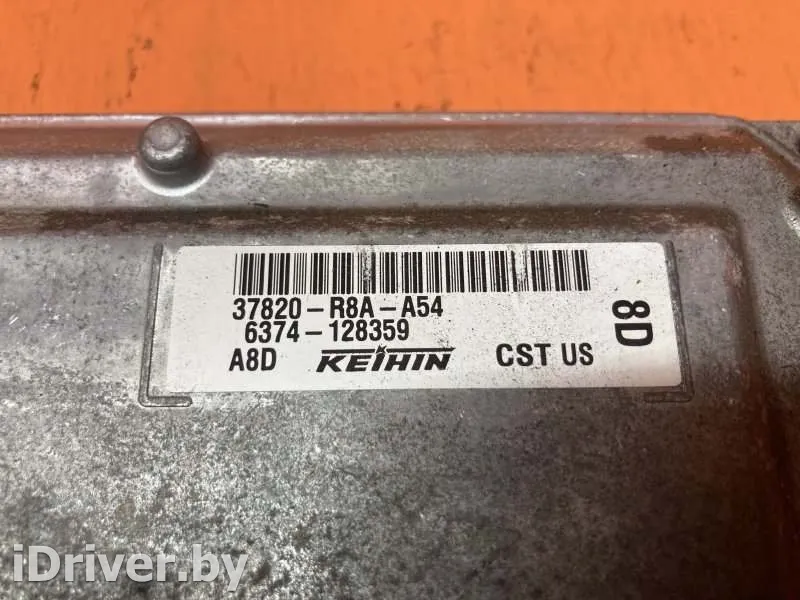 37820-R8A-A54
6374-128359
A8D KEIHIN CST US
8D
iDriver.by